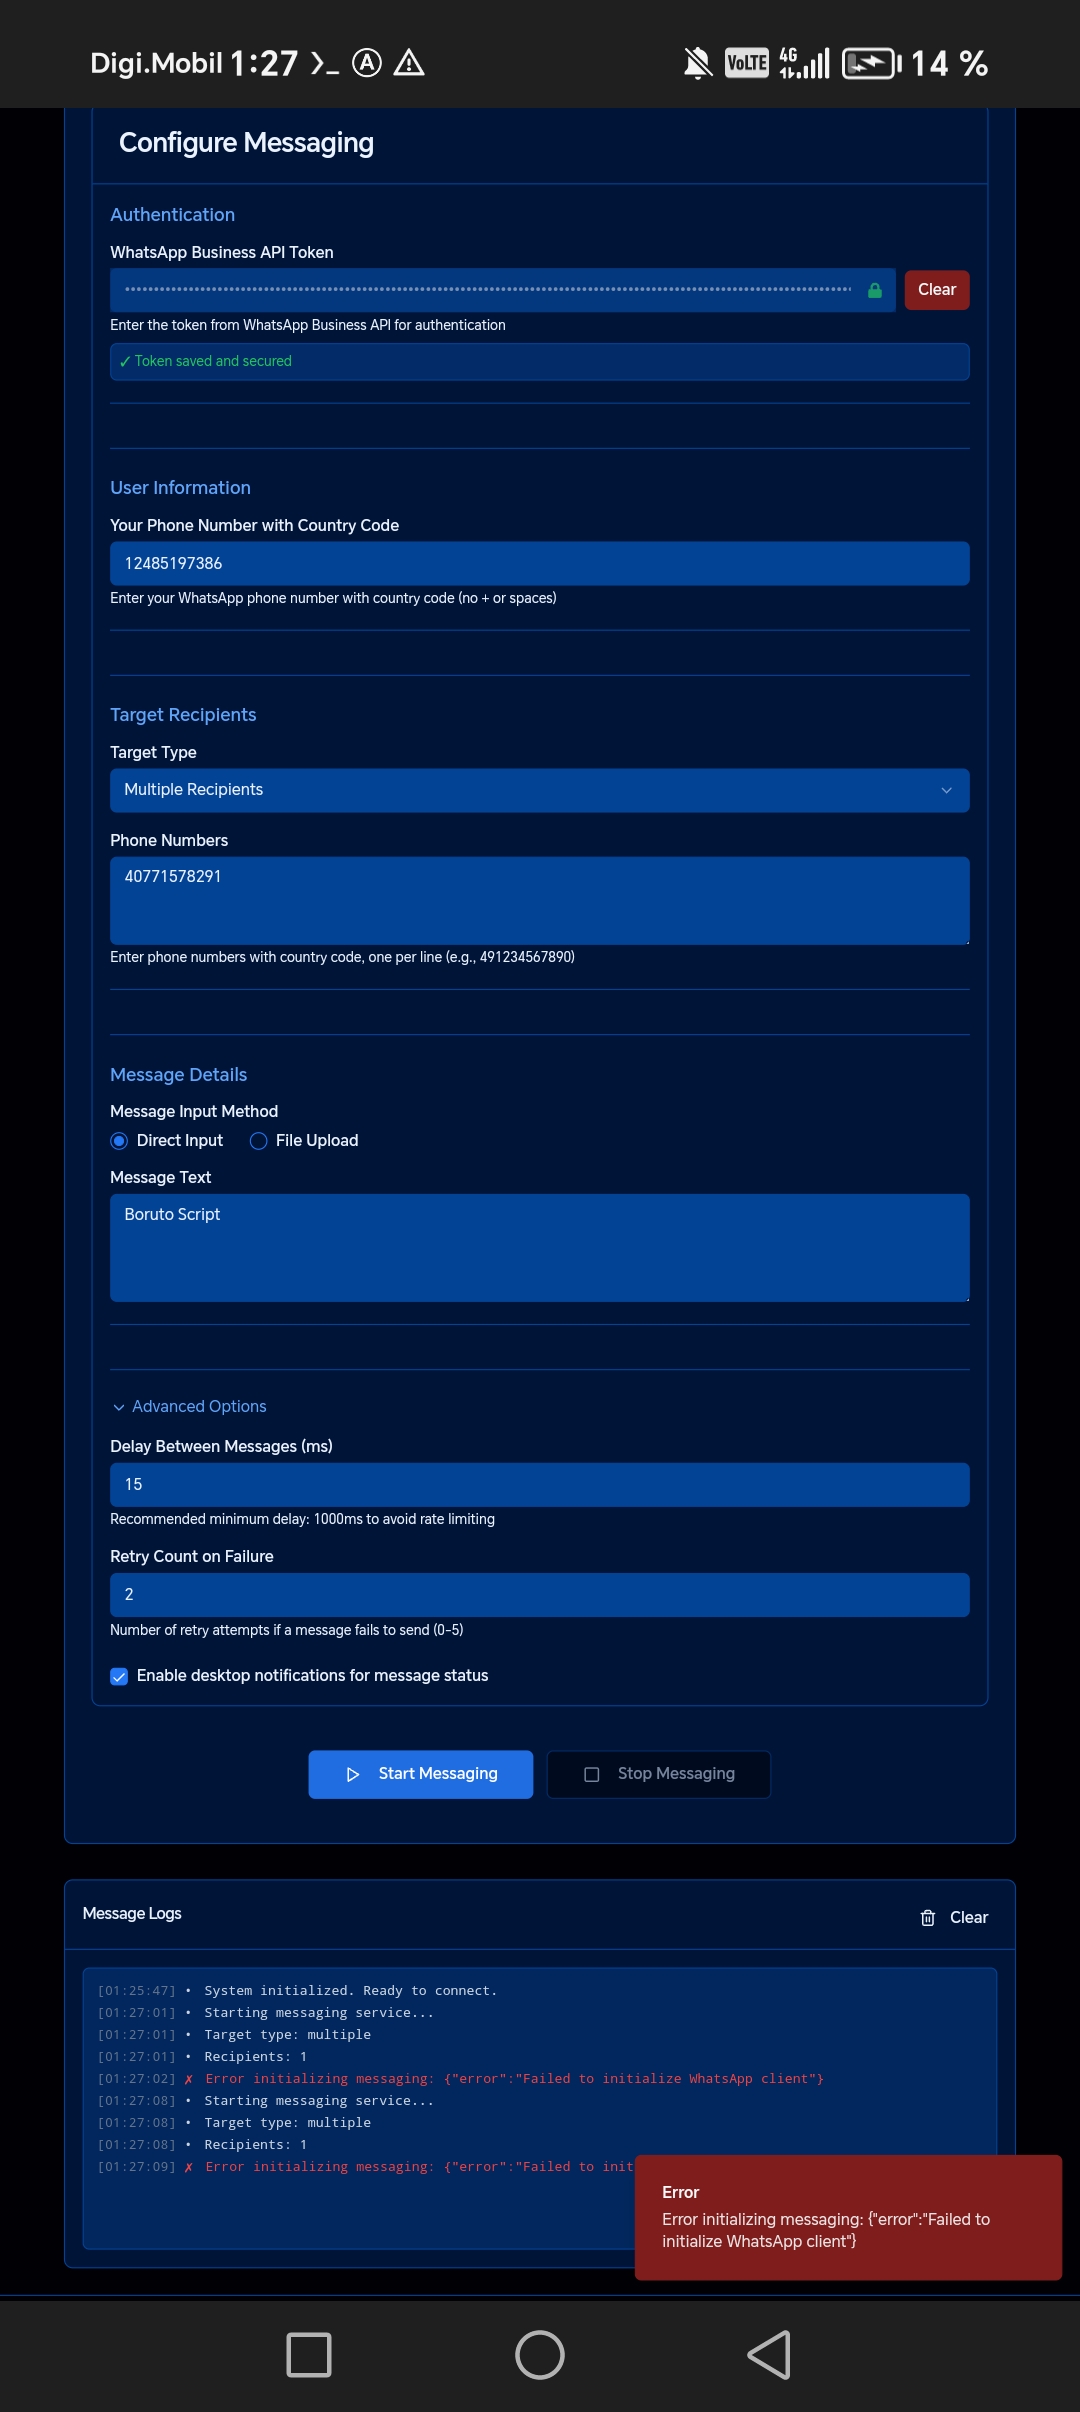 Digi.Mobil 1:27 14 %
VoLTE 4G
Configure Messaging
Authentication
WhatsApp Business API Token
Clear
Enter the token from WhatsApp Business API for authentication
✓ Token saved and secured
User Information
Your Phone Number with Country Code
12485197386
Enter your WhatsApp phone number with country code (no + or spaces)
Target Recipients
Target Type
Multiple Recipients
Phone Numbers
40771578291
Enter phone numbers with country code, one per line (e.g., 491234567890)
Message Details
Message Input Method
Direct Input File Upload
Message Text
Boruto Script
Advanced Options
Delay Between Messages (ms)
15
Recommended minimum delay: 1000ms to avoid rate limiting
Retry Count on Failure
2
Number of retry attempts if a message fails to send (0-5)
Enable desktop notifications for message status
Start Messaging Stop Messaging
Message Logs Clear
[01:25:47] • System initialized. Ready to connect.
[01:27:01] • Starting messaging service...
[01:27:01] • Target type: multiple
[01:27:01] • Recipients: 1
[01:27:02] ✗ Error initializing messaging: {"error":"Failed to initialize WhatsApp client"}
[01:27:08] • Starting messaging service...
[01:27:08] • Target type: multiple
[01:27:08] • Recipients: 1
[01:27:09] ✗ Error initializing messaging: {"error":"Failed to init
Error
Error initializing messaging: {"error":"Failed to
initialize WhatsApp client"}